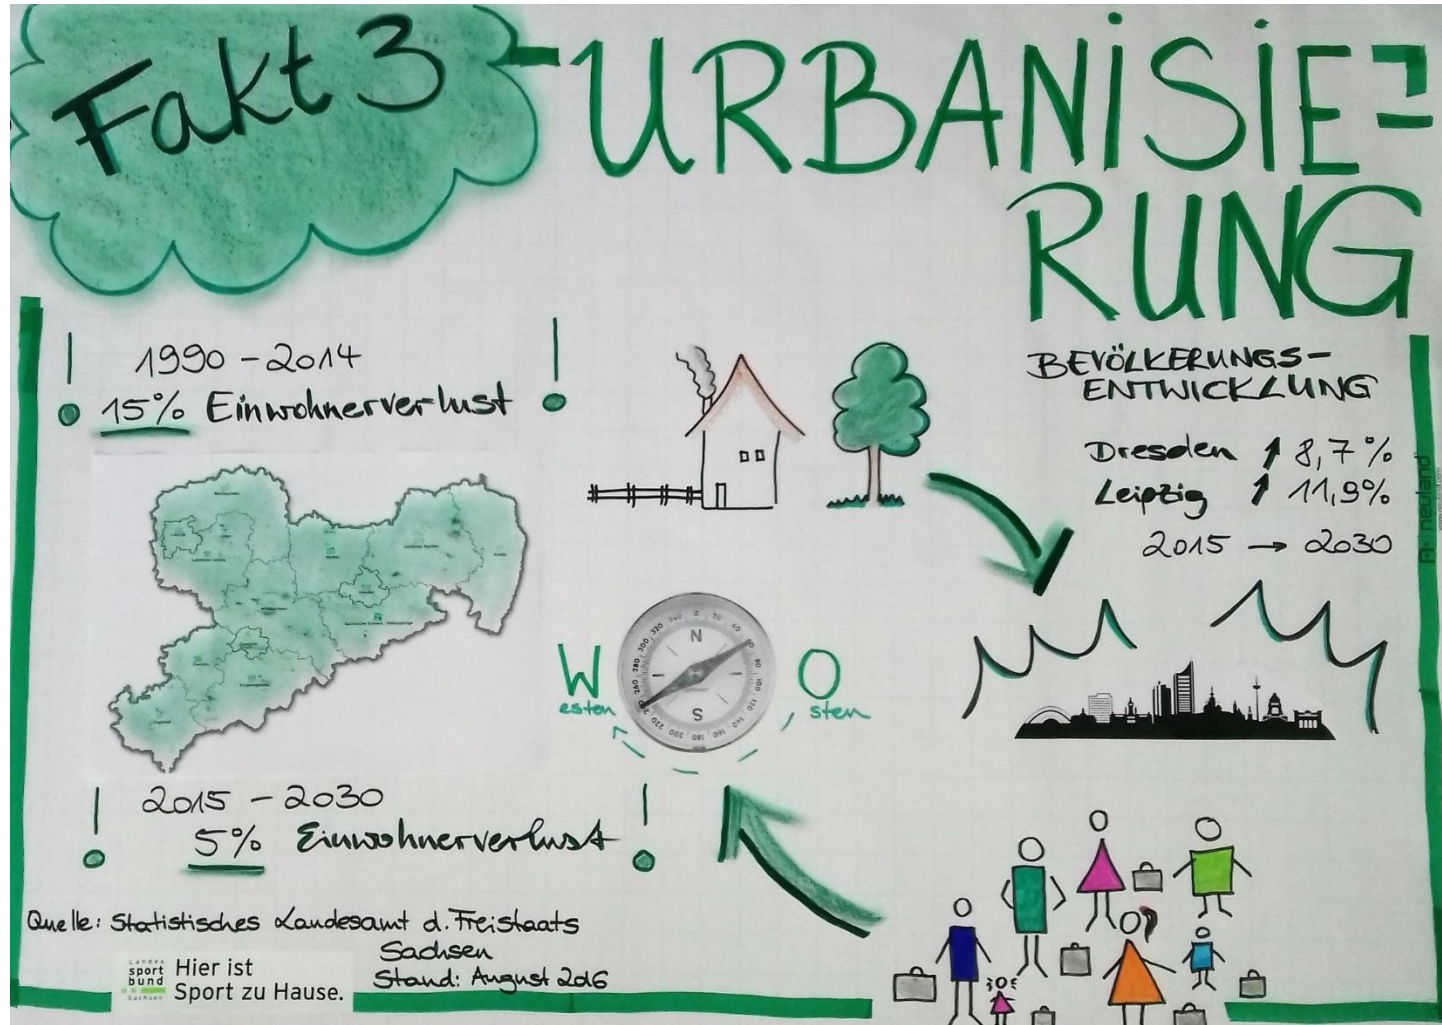 Fakt 3
URBANISIE=
RUNG
1990 – 2014
15% Einwohnerverlust
BEVÖLKERUNGS-
ENTWICKLUNG
Dresden ↑ 8,7%
Leipzig ↑ 11,9%
2015 → 2030
neuland
N
S
W
esten
O
sten
2015 – 2030
5% Einwohnerverlust
Quelle: Statistisches Landesamt d. Freistaats
Sachsen
Stand: August 2016
Landes
sport
bund
Sachsen
Hier ist
Sport zu Hause.